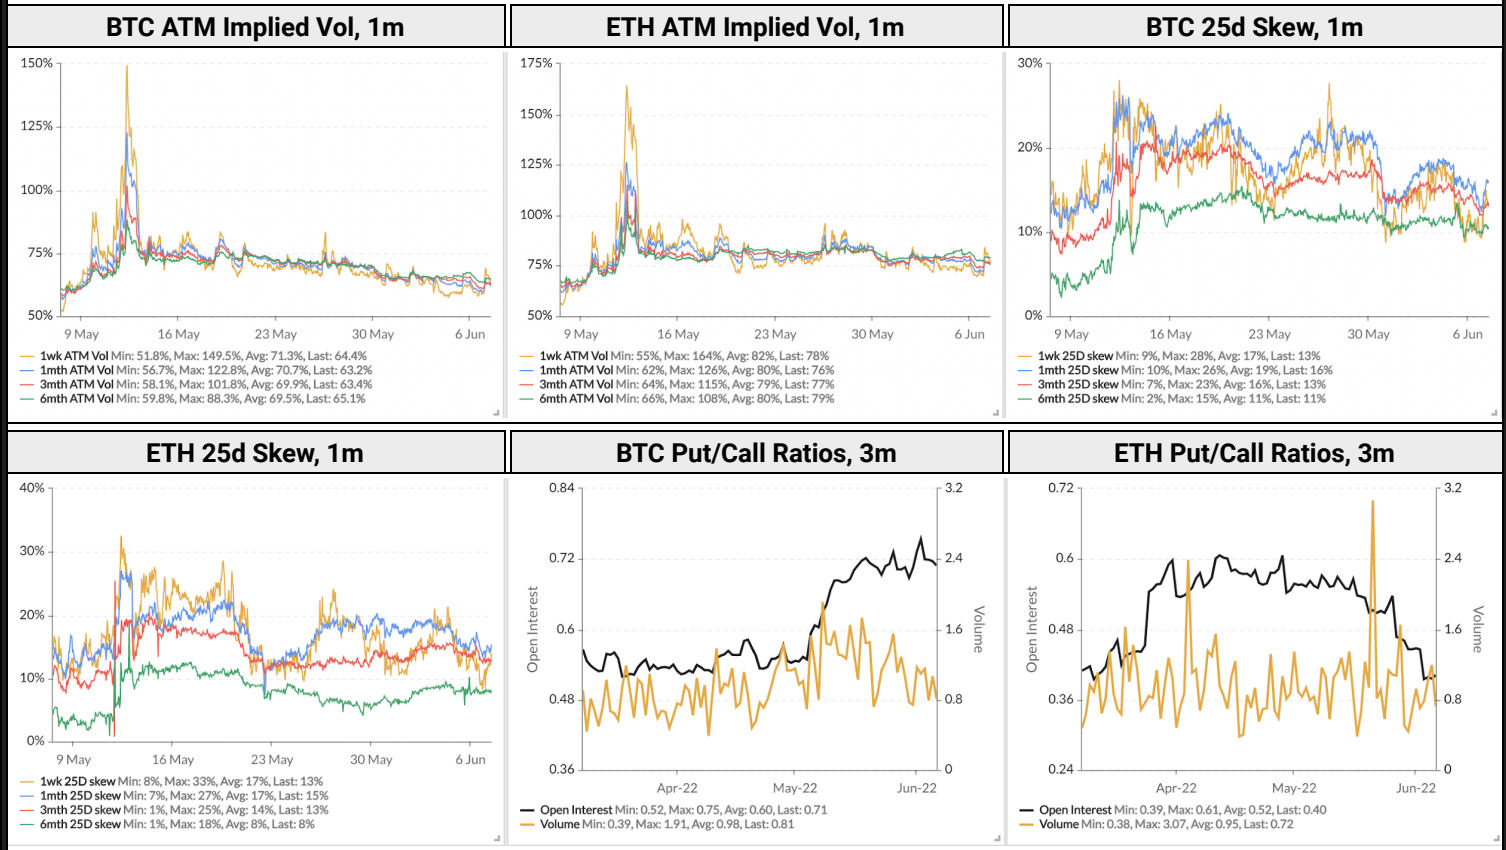 BTC ATM Implied Vol, 1m
150%
125%
100%
75%
50%
9 May
16 May
23 May
30 May
6 Jun
1wk ATM Vol Min: 51.8%, Max: 149.5%, Avg: 71.3%, Last: 64.4%
1mth ATM Vol Min: 56.7%, Max: 122.8%, Avg: 70.7%, Last: 63.2%
3mth ATM Vol Min: 58.1%, Max: 101.8%, Avg: 69.9%, Last: 63.4%
6mth ATM Vol Min: 59.8%, Max: 88.3%, Avg: 69.5%, Last: 65.1%
ETH ATM Implied Vol, 1m
175%
150%
125%
100%
75%
50%
9 May
16 May
23 May
30 May
6 Jun
1wk ATM Vol Min: 55%, Max: 164%, Avg: 82%, Last: 78%
1mth ATM Vol Min: 62%, Max: 126%, Avg: 80%, Last: 76%
3mth ATM Vol Min: 64%, Max: 115%, Avg: 79%, Last: 77%
6mth ATM Vol Min: 66%, Max: 108%, Avg: 80%, Last: 79%
BTC 25d Skew, 1m
30%
20%
10%
0%
9 May
16 May
23 May
30 May
6 Jun
1wk 25D skew Min: 9%, Max: 28%, Avg: 17%, Last: 13%
1mth 25D skew Min: 10%, Max: 26%, Avg: 19%, Last: 16%
3mth 25D skew Min: 7%, Max: 23%, Avg: 16%, Last: 13%
6mth 25D skew Min: 2%, Max: 15%, Avg: 11%, Last: 11%
ETH 25d Skew, 1m
40%
30%
20%
10%
0%
9 May
16 May
23 May
30 May
6 Jun
1wk 25D skew Min: 8%, Max: 33%, Avg: 17%, Last: 13%
1mth 25D skew Min: 7%, Max: 27%, Avg: 17%, Last: 15%
3mth 25D skew Min: 1%, Max: 25%, Avg: 14%, Last: 13%
6mth 25D skew Min: 1%, Max: 18%, Avg: 8%, Last: 8%
BTC Put/Call Ratios, 3m
Open Interest
0.84
0.72
0.6
0.48
0.36
3.2
2.4
1.6
0.8
0
Volume
Apr-22
May-22
Jun-22
Open Interest Min: 0.52, Max: 0.75, Avg: 0.60, Last: 0.71
Volume Min: 0.39, Max: 1.91, Avg: 0.98, Last: 0.81
ETH Put/Call Ratios, 3m
Open Interest
0.72
0.6
0.48
0.36
0.24
3.2
2.4
1.6
0.8
0
Volume
Apr-22
May-22
Jun-22
Open Interest Min: 0.39, Max: 0.61, Avg: 0.52, Last: 0.40
Volume Min: 0.38, Max: 3.07, Avg: 0.95, Last: 0.72